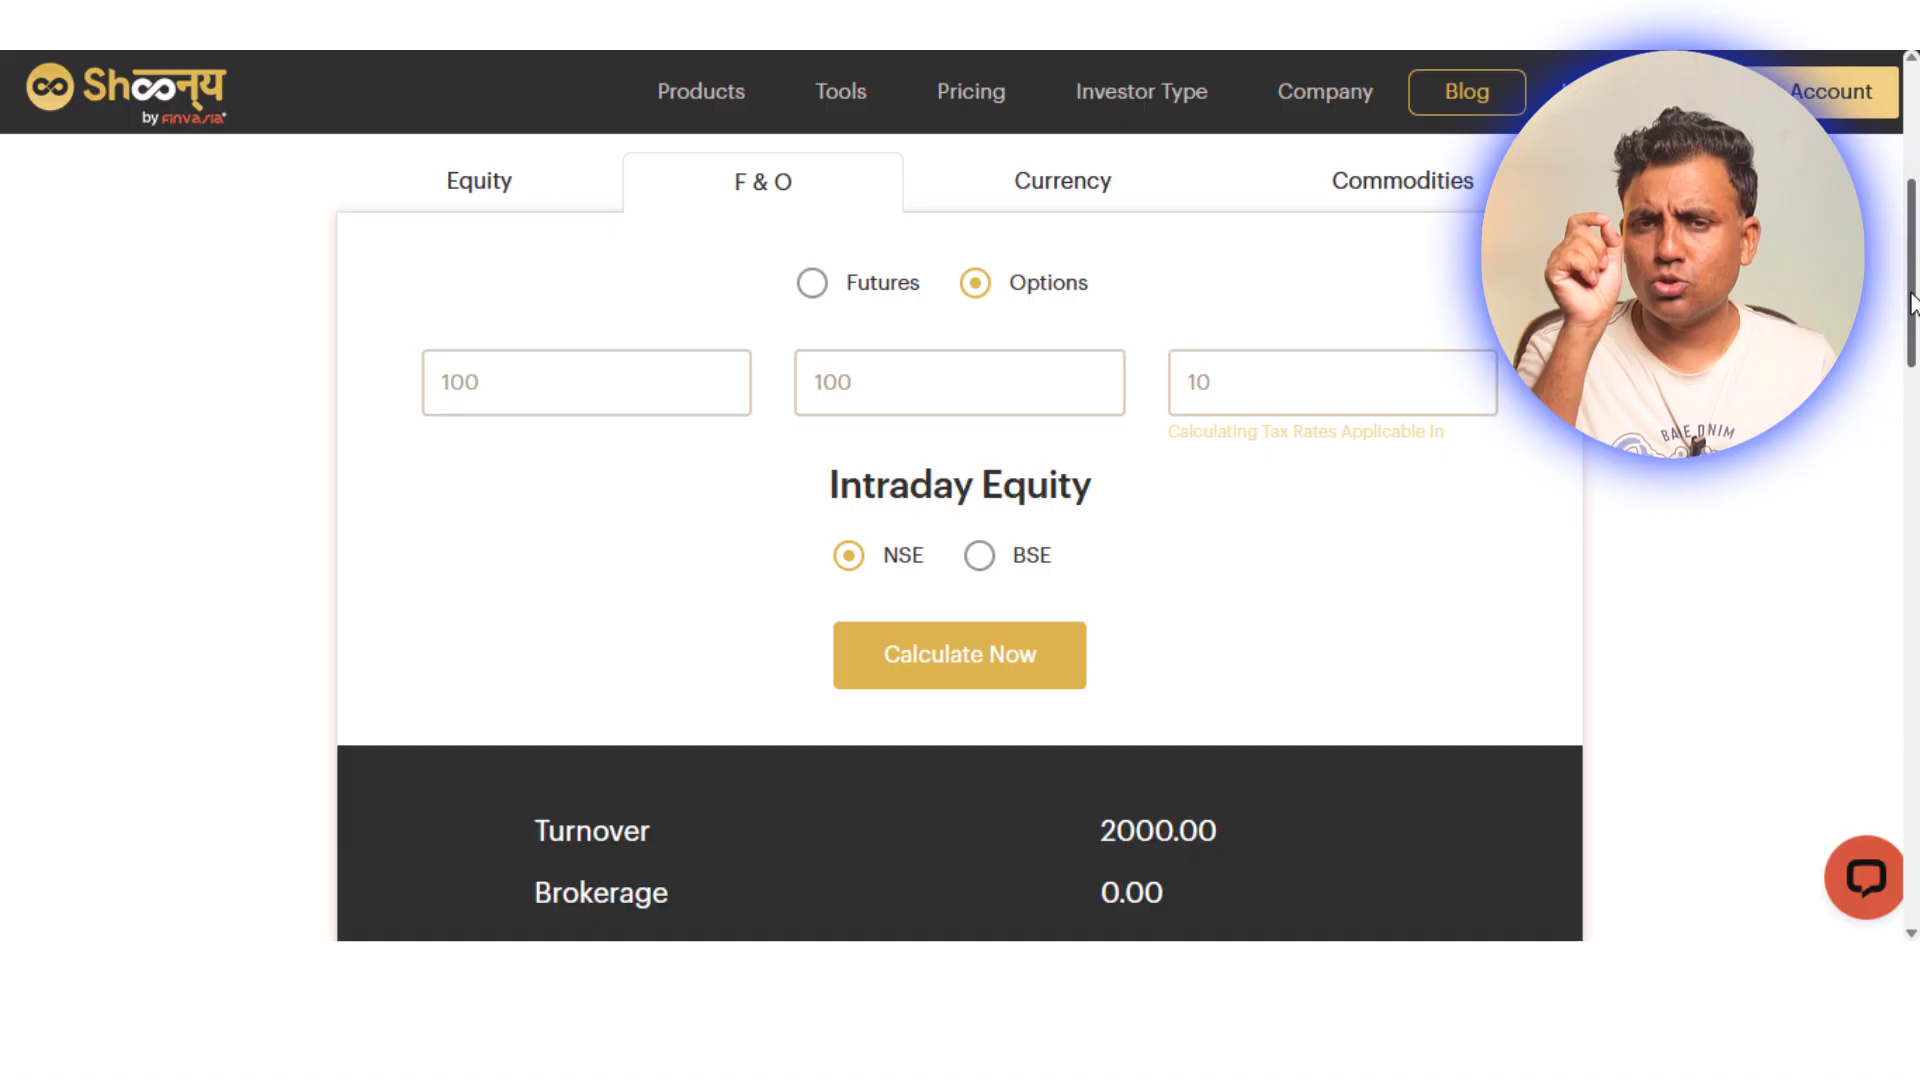 Shoonय
by FINVASIA
Products
Tools
Pricing
Investor Type
Company
Blog
Account
Equity
F & O
Currency
Commodities
Futures
Options
100
100
10
Calculating Tax Rates Applicable In
Intraday Equity
NSE
BSE
Calculate Now
Turnover
2000.00
Brokerage
0.00